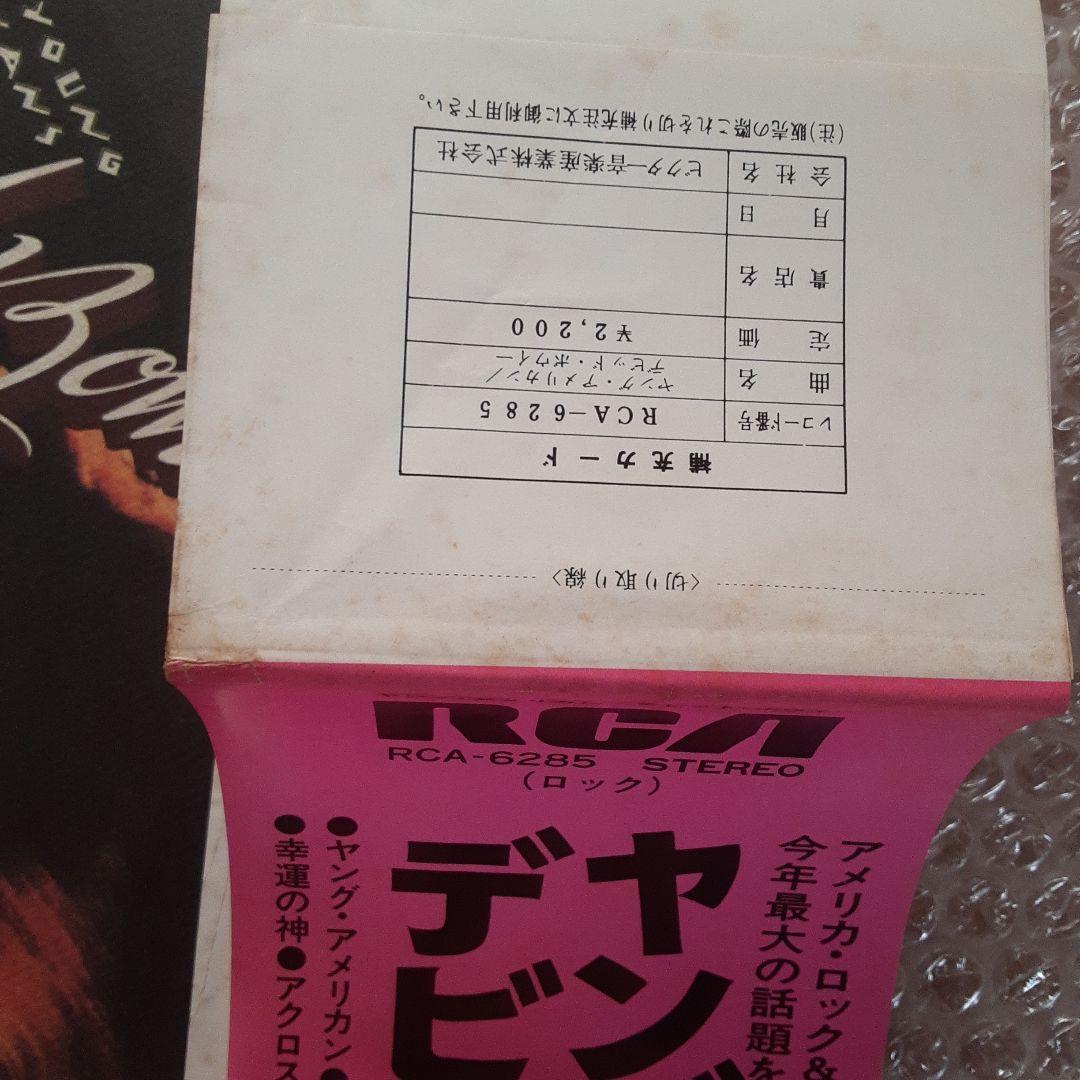 YOUNG
ANS
Bow
(注)販売の際これを切り補充注文に御利用下さい。
会社名 ビクター音楽産業株式会社
月日
貴店名
定価 ¥2,200
曲名 ヤング・アメリカン/
デビッド・ボウイー
レコード番号 RCA-6285
補充カード
〈切り取り線〉
RCA
RCA-6285 STEREO
(ロック)
アメリカ・ロック&
今年最大の話題を
ヤン
デビ
●ヤング・アメリカン●
●幸運の神●アクロス